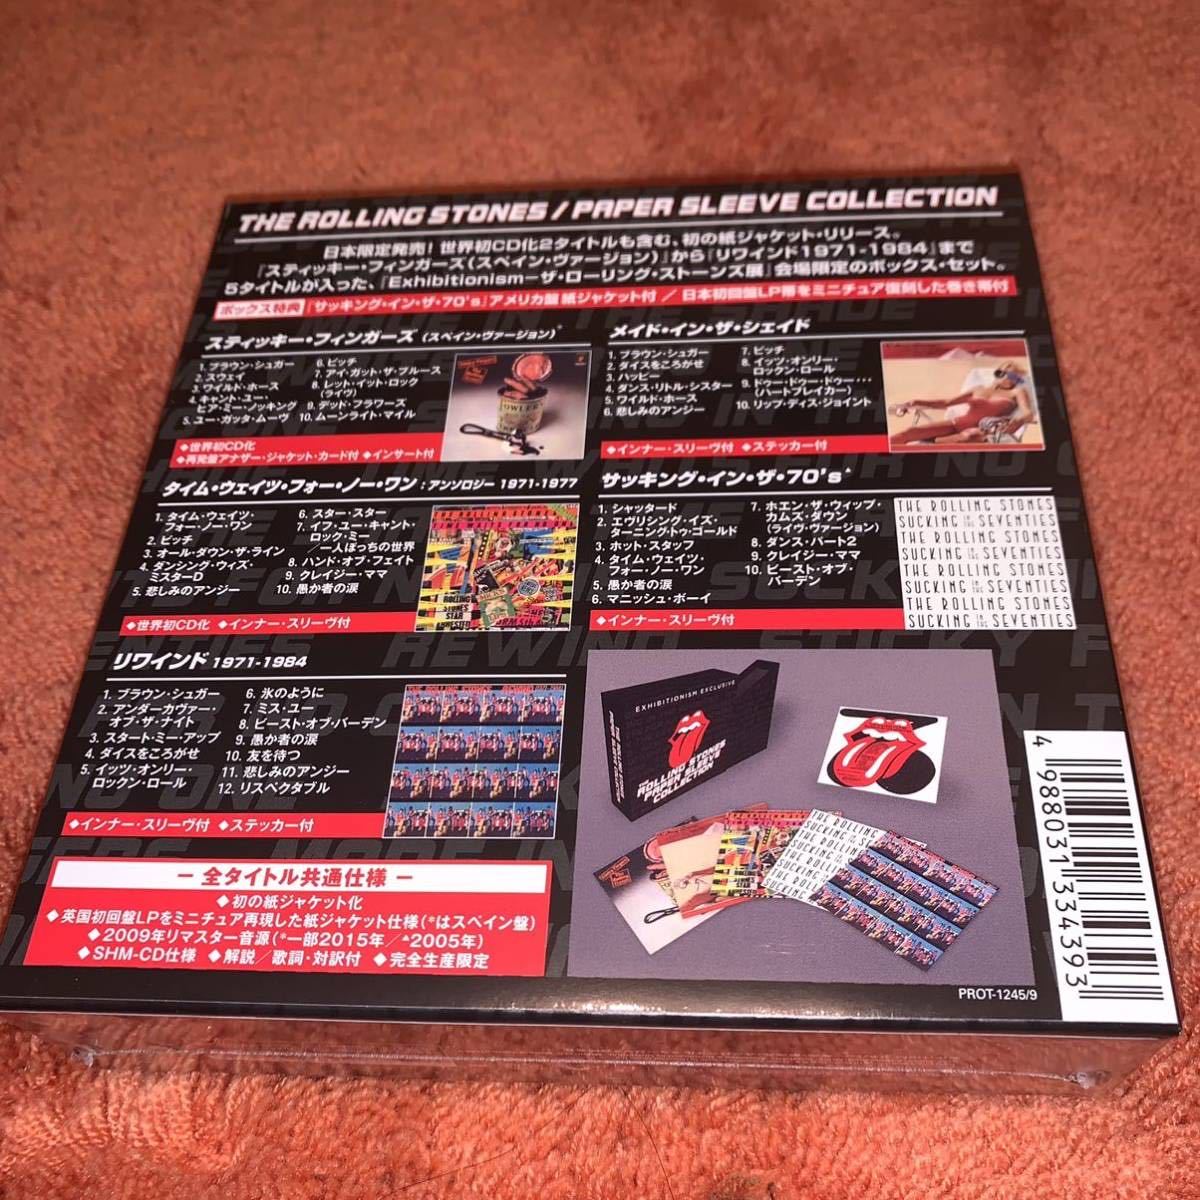 THE ROLLING STONES / PAPER SLEEVE COLLECTION
日本限定発売！世界初CD化2タイトルも含む、初の紙ジャケット・リリース。
『スティッキー・フィンガーズ（スペイン・ヴァージョン）』から『リワインド1971-1984』まで
5タイトルが入った、『Exhibitionism－ザ・ローリング・ストーンズ展』会場限定のボックス・セット。
ボックス特典 『サッキング・イン・ザ・70's』アメリカ盤紙ジャケット付 ／ 日本初回盤LP帯をミニチュア復刻した巻き帯付
スティッキー・フィンガーズ（スペイン・ヴァージョン）*
1. ブラウン・シュガー
2. スウェイ
3. ワイルド・ホース
4. キャント・ユー・
ヒア・ミー・ノッキング
5. ユー・ガッタ・ムーヴ
6. ビッチ
7. アイ・ガット・ザ・ブルース
8. レット・イット・ロック
（ライヴ）
9. デッド・フラワーズ
10. ムーンライト・マイル
◆世界初CD化
◆再発盤アナザー・ジャケット・カード付 ◆インサート付
メイド・イン・ザ・シェイド
1. ブラウン・シュガー
2. ダイスをころがせ
3. ハッピー
4. ダンス・リトル・シスター
5. ワイルド・ホース
6. 悲しみのアンジー
7. ビッチ
8. イッツ・オンリー・
ロックン・ロール
9. ドゥー・ドゥー・ドゥー…
（ハートブレイカー）
10. リップ・ディス・ジョイント
◆インナー・スリーヴ付 ◆ステッカー付
タイム・ウェイツ・フォー・ノー・ワン：アンソロジー 1971-1977
1. タイム・ウェイツ・
フォー・ノー・ワン
2. ビッチ
3. オール・ダウン・ザ・ライン
4. ダンシング・ウィズ・
ミスターD
5. 悲しみのアンジー
6. スター・スター
7. イフ・ユー・キャント・
ロック・ミー
／一人ぼっちの世界
8. ハンド・オブ・フェイト
9. クレイジー・ママ
10. 愚か者の涙
ROLLING
STONES STAR
ARRESTED
◆世界初CD化 ◆インナー・スリーヴ付
サッキング・イン・ザ・70's▲
1. シャッタード
2. エヴリシング・イズ・
ターニング・トゥ・ゴールド
3. ホット・スタッフ
4. タイム・ウェイツ・
フォー・ノー・ワン
5. 愚か者の涙
6. マニッシュ・ボーイ
7. ホエン・ザ・ウィップ・
カムズ・ダウン
（ライヴ・ヴァージョン）
8. ダンス・パート2
9. クレイジー・ママ
10. ビースト・オブ・
バーデン
THE ROLLING STONES
SUCKING IN THE SEVENTIES
THE ROLLING STONES
SUCKING IN THE SEVENTIES
THE ROLLING STONES
SUCKING IN THE SEVENTIES
THE ROLLING STONES
SUCKING IN THE SEVENTIES
◆インナー・スリーヴ付
リワインド 1971-1984
1. ブラウン・シュガー
2. アンダーカヴァー・
オブ・ザ・ナイト
3. スタート・ミー・アップ
4. ダイスをころがせ
5. イッツ・オンリー・
ロックン・ロール
6. 氷のように
7. ミス・ユー
8. ビースト・オブ・バーデン
9. 愚か者の涙
10. 友を待つ
11. 悲しみのアンジー
12. リスペクタブル
◆インナー・スリーヴ付 ◆ステッカー付
EXHIBITIONISM EXCLUSIVE
ROLLING STONES
PAPER SLEEVE
COLLECTION
－ 全タイトル共通仕様 －
◆初の紙ジャケット化
◆英国初回盤LPをミニチュア再現した紙ジャケット仕様（*はスペイン盤）
◆2009年リマスター音源（*一部2015年／▲2005年）
◆SHM-CD仕様 ◆解説／歌詞・対訳付 ◆完全生産限定
PROT-1245/9
4 988031 334393